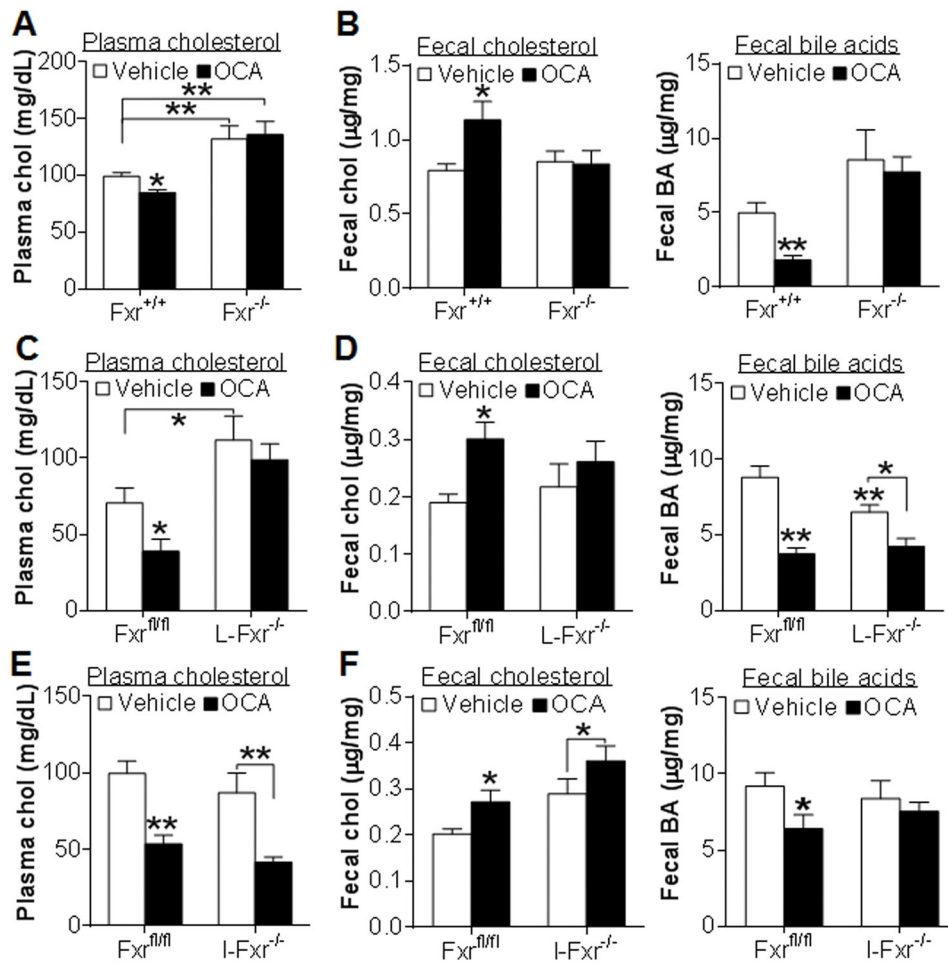 A
Plasma cholesterol
Vehicle OCA
Plasma chol (mg/dL)
200
150
100
50
0
**
**
*
Fxr+/+
Fxr-/-
B
Fecal cholesterol
Vehicle OCA
Fecal chol (µg/mg)
1.5
1.0
0.5
0.0
*
Fxr+/+
Fxr-/-
Fecal bile acids
Vehicle OCA
Fecal BA (µg/mg)
15
10
5
0
**
Fxr+/+
Fxr-/-
C
Plasma cholesterol
Vehicle OCA
Plasma chol (mg/dL)
150
100
50
0
*
*
Fxrfl/fl
L-Fxr-/-
D
Fecal cholesterol
Vehicle OCA
Fecal chol (µg/mg)
0.4
0.3
0.2
0.1
0.0
*
Fxrfl/fl
L-Fxr-/-
Fecal bile acids
Vehicle OCA
Fecal BA (µg/mg)
15
10
5
0
**
**
*
Fxrfl/fl
L-Fxr-/-
E
Plasma cholesterol
Vehicle OCA
Plasma chol (mg/dL)
150
100
50
0
**
**
Fxrfl/fl
I-Fxr-/-
F
Fecal cholesterol
Vehicle OCA
Fecal chol (µg/mg)
0.5
0.4
0.3
0.2
0.1
0.0
*
*
Fxrfl/fl
I-Fxr-/-
Fecal bile acids
Vehicle OCA
Fecal BA (µg/mg)
15
10
5
0
*
Fxrfl/fl
I-Fxr-/-